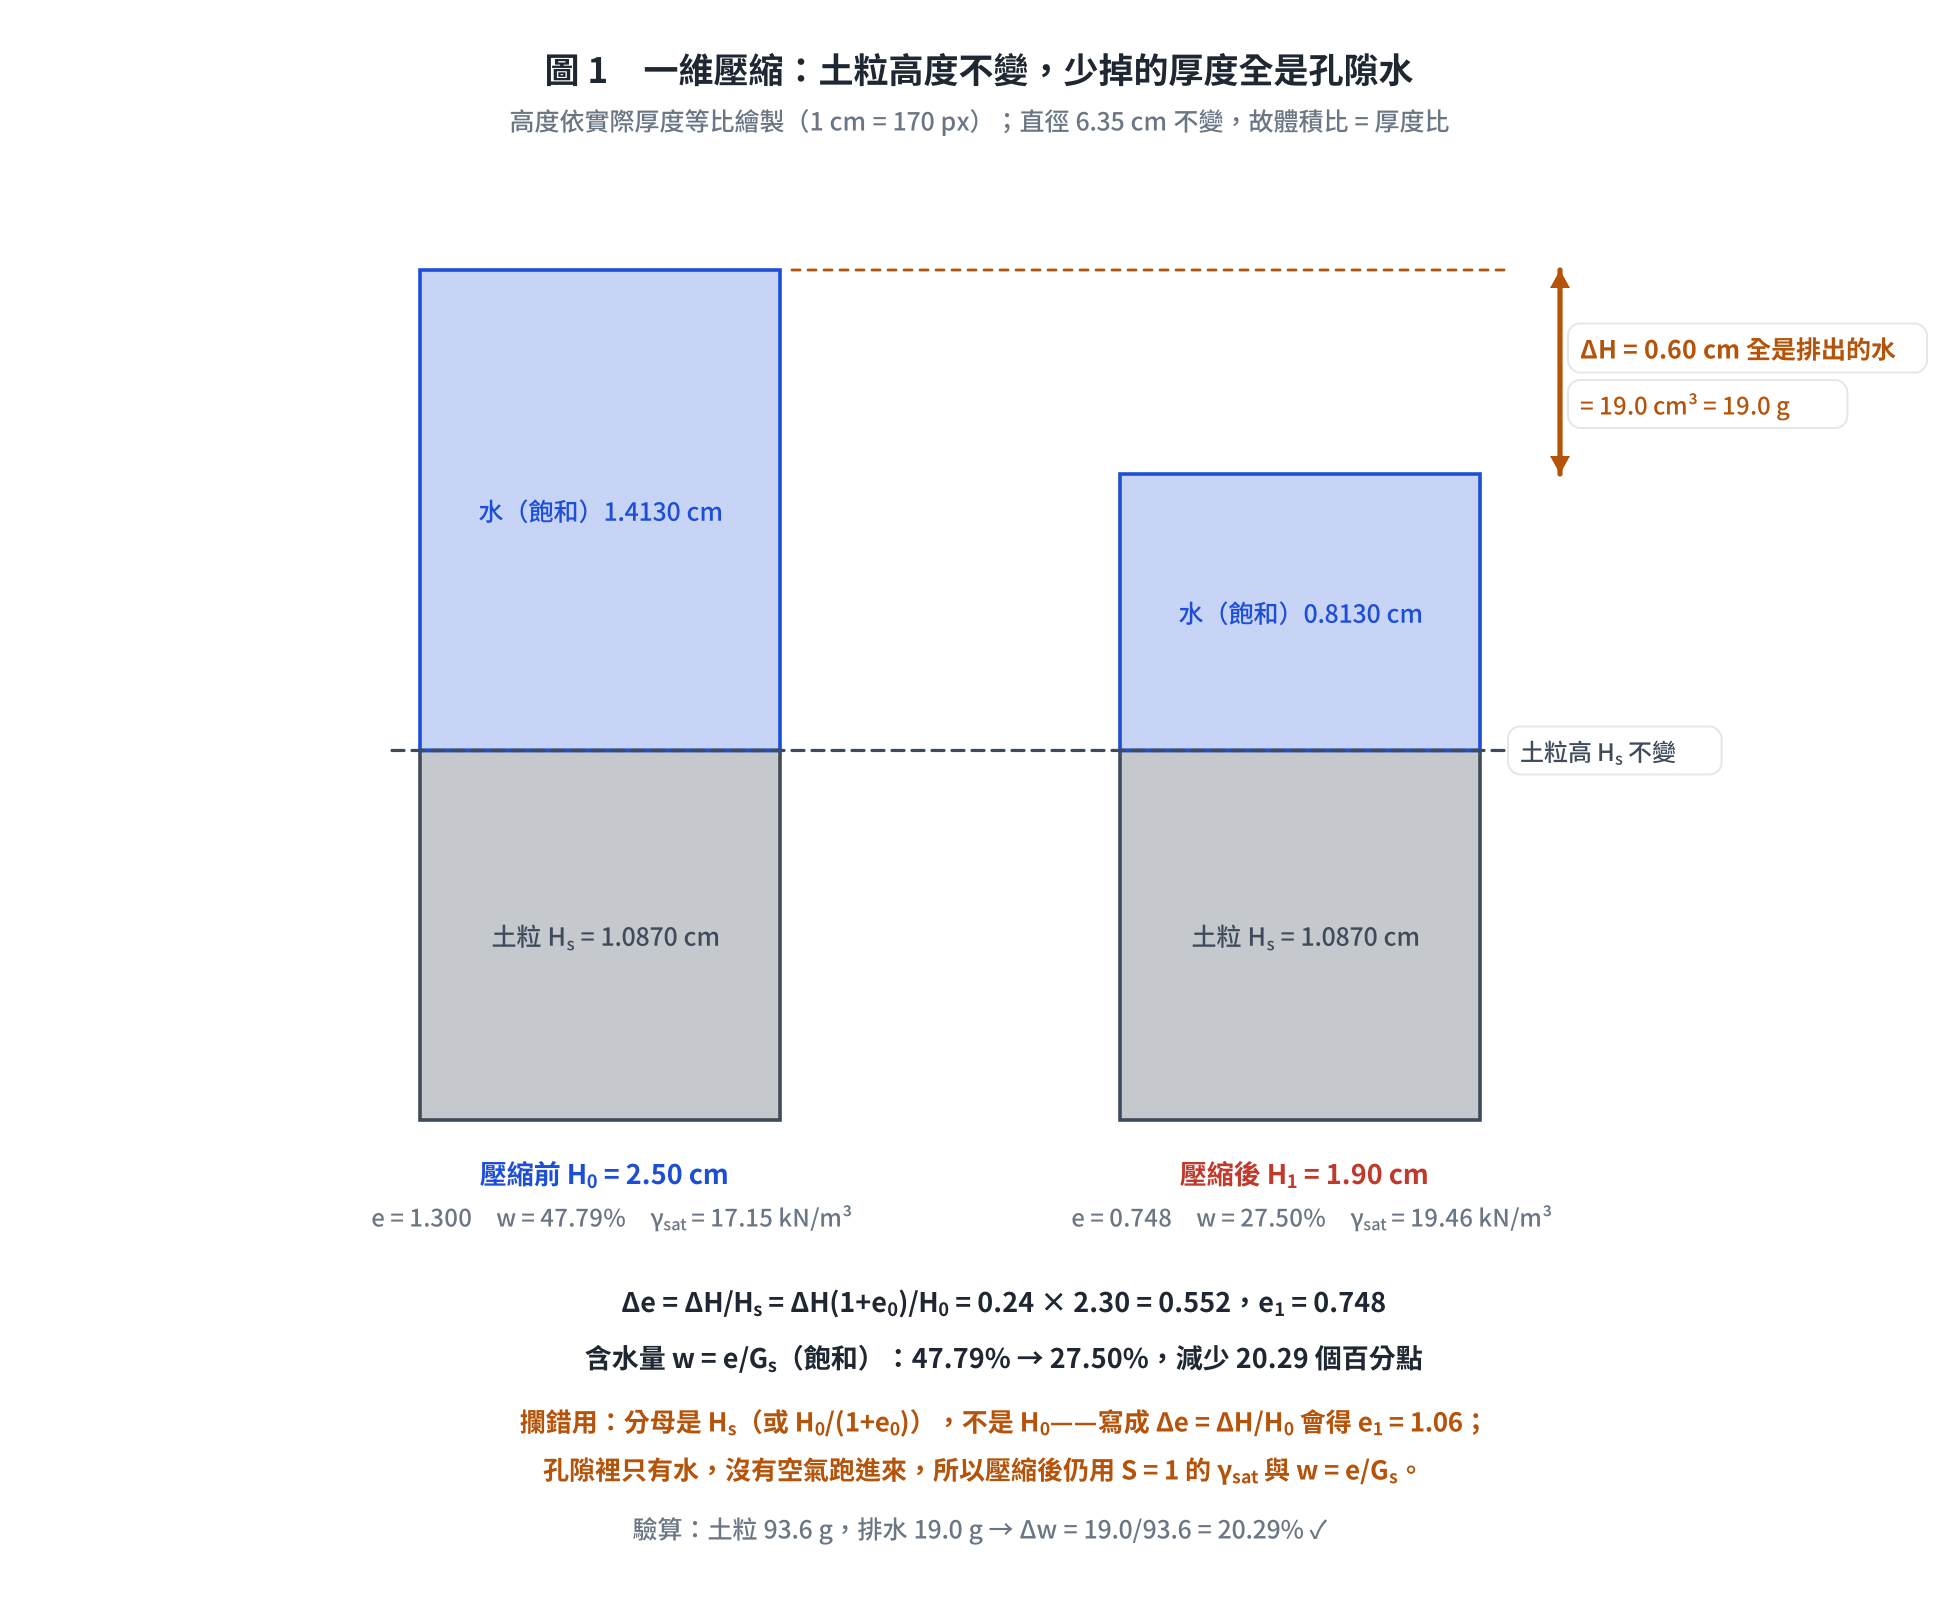 圖 1　一維壓縮：土粒高度不變，少掉的厚度全是孔隙水
高度依實際厚度等比繪製（1 cm = 170 px）；直徑 6.35 cm 不變，故體積比 = 厚度比
ΔH = 0.60 cm 全是排出的水
= 19.0 cm³ = 19.0 g
水（飽和）1.4130 cm
水（飽和）0.8130 cm
土粒高 Hₛ 不變
土粒 Hₛ = 1.0870 cm
土粒 Hₛ = 1.0870 cm
壓縮前 H₀ = 2.50 cm
e = 1.300　w = 47.79%　γsat = 17.15 kN/m³
壓縮後 H₁ = 1.90 cm
e = 0.748　w = 27.50%　γsat = 19.46 kN/m³
Δe = ΔH/Hₛ = ΔH(1+e₀)/H₀ = 0.24 × 2.30 = 0.552，e₁ = 0.748
含水量 w = e/Gₛ（飽和）：47.79% → 27.50%，減少 20.29 個百分點
攔錯用：分母是 Hₛ（或 H₀/(1+e₀)），不是 H₀——寫成 Δe = ΔH/H₀ 會得 e₁ = 1.06；
孔隙裡只有水，沒有空氣跑進來，所以壓縮後仍用 S = 1 的 γsat 與 w = e/Gₛ。
驗算：土粒 93.6 g，排水 19.0 g → Δw = 19.0/93.6 = 20.29% ✓